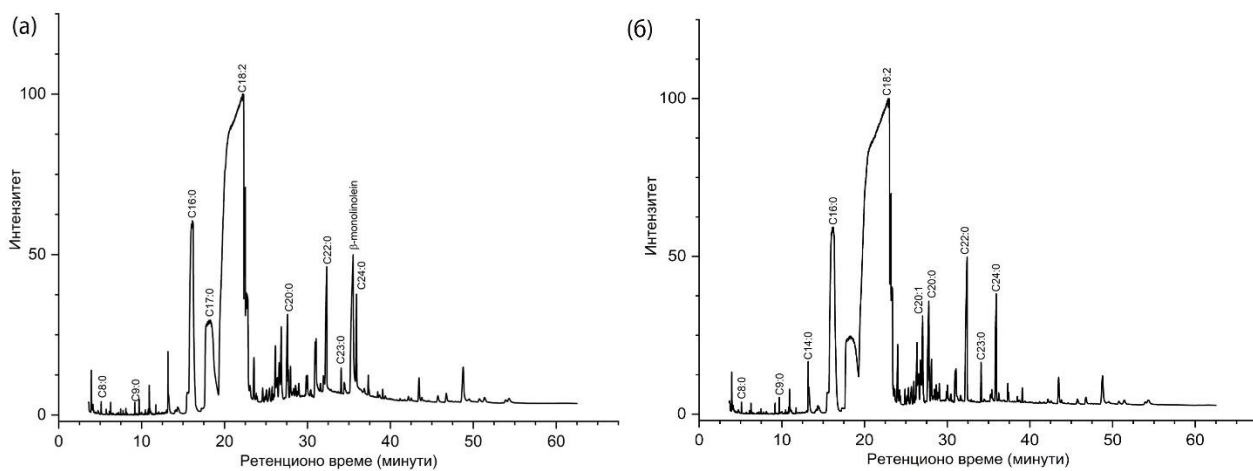 (а)
Интензитет
100
50
0
C8:0
C9:0
C16:0
C17:0
C18:2
C20:0
C22:0
C23:0
β-monolinolein
C24:0
0
10
20
30
40
50
60
Ретенционо време (минути)
(б)
Интензитет
100
50
0
C8:0
C9:0
C14:0
C16:0
C18:2
C20:1
C20:0
C22:0
C23:0
C24:0
0
10
20
30
40
50
60
Ретенционо време (минути)